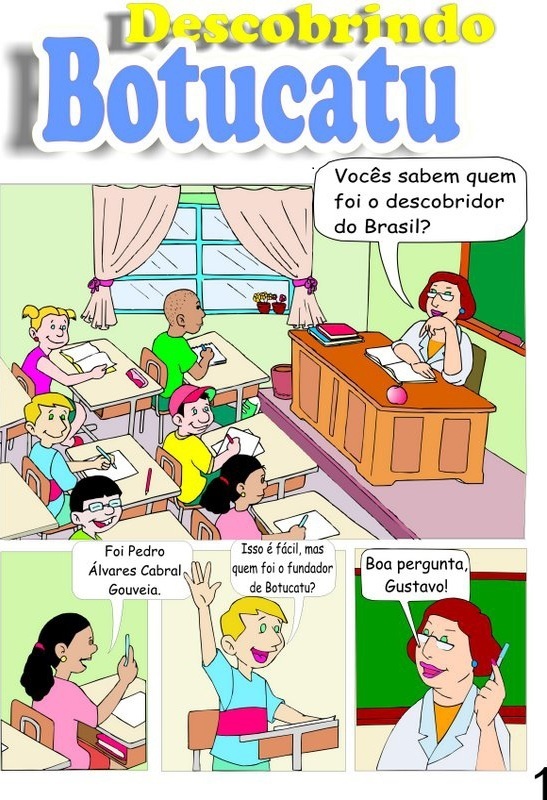 Descobrindo
Botucatu
Vocês sabem quem
foi o descobridor
do Brasil?
Foi Pedro
Álvares Cabral
Gouveia.
Isso é fácil, mas
quem foi o fundador
de Botucatu?
Boa pergunta,
Gustavo!
1